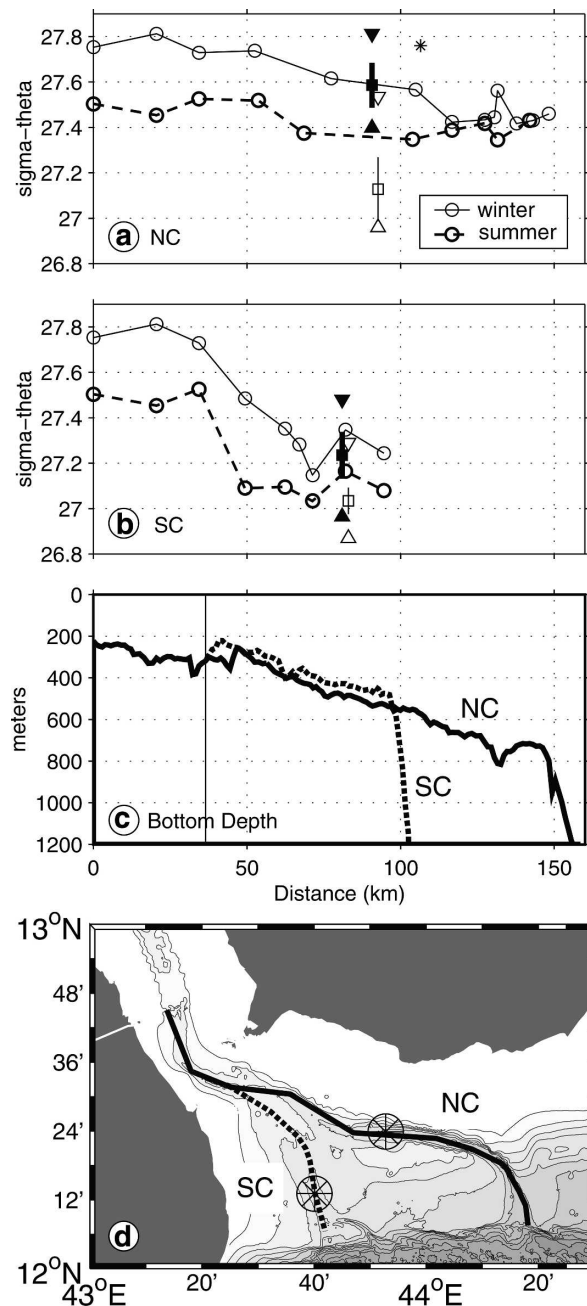 27.8
27.6
27.4
27.2
27
26.8
sigma-theta
a NC
winter
summer
27.8
27.6
27.4
27.2
27
26.8
sigma-theta
b SC
0
200
400
600
800
1000
1200
meters
NC
SC
c Bottom Depth
0 50 100 150
Distance (km)
13°N
48'
36'
24'
12'
12°N
NC
SC
d
43°E 20' 40' 44°E 20'